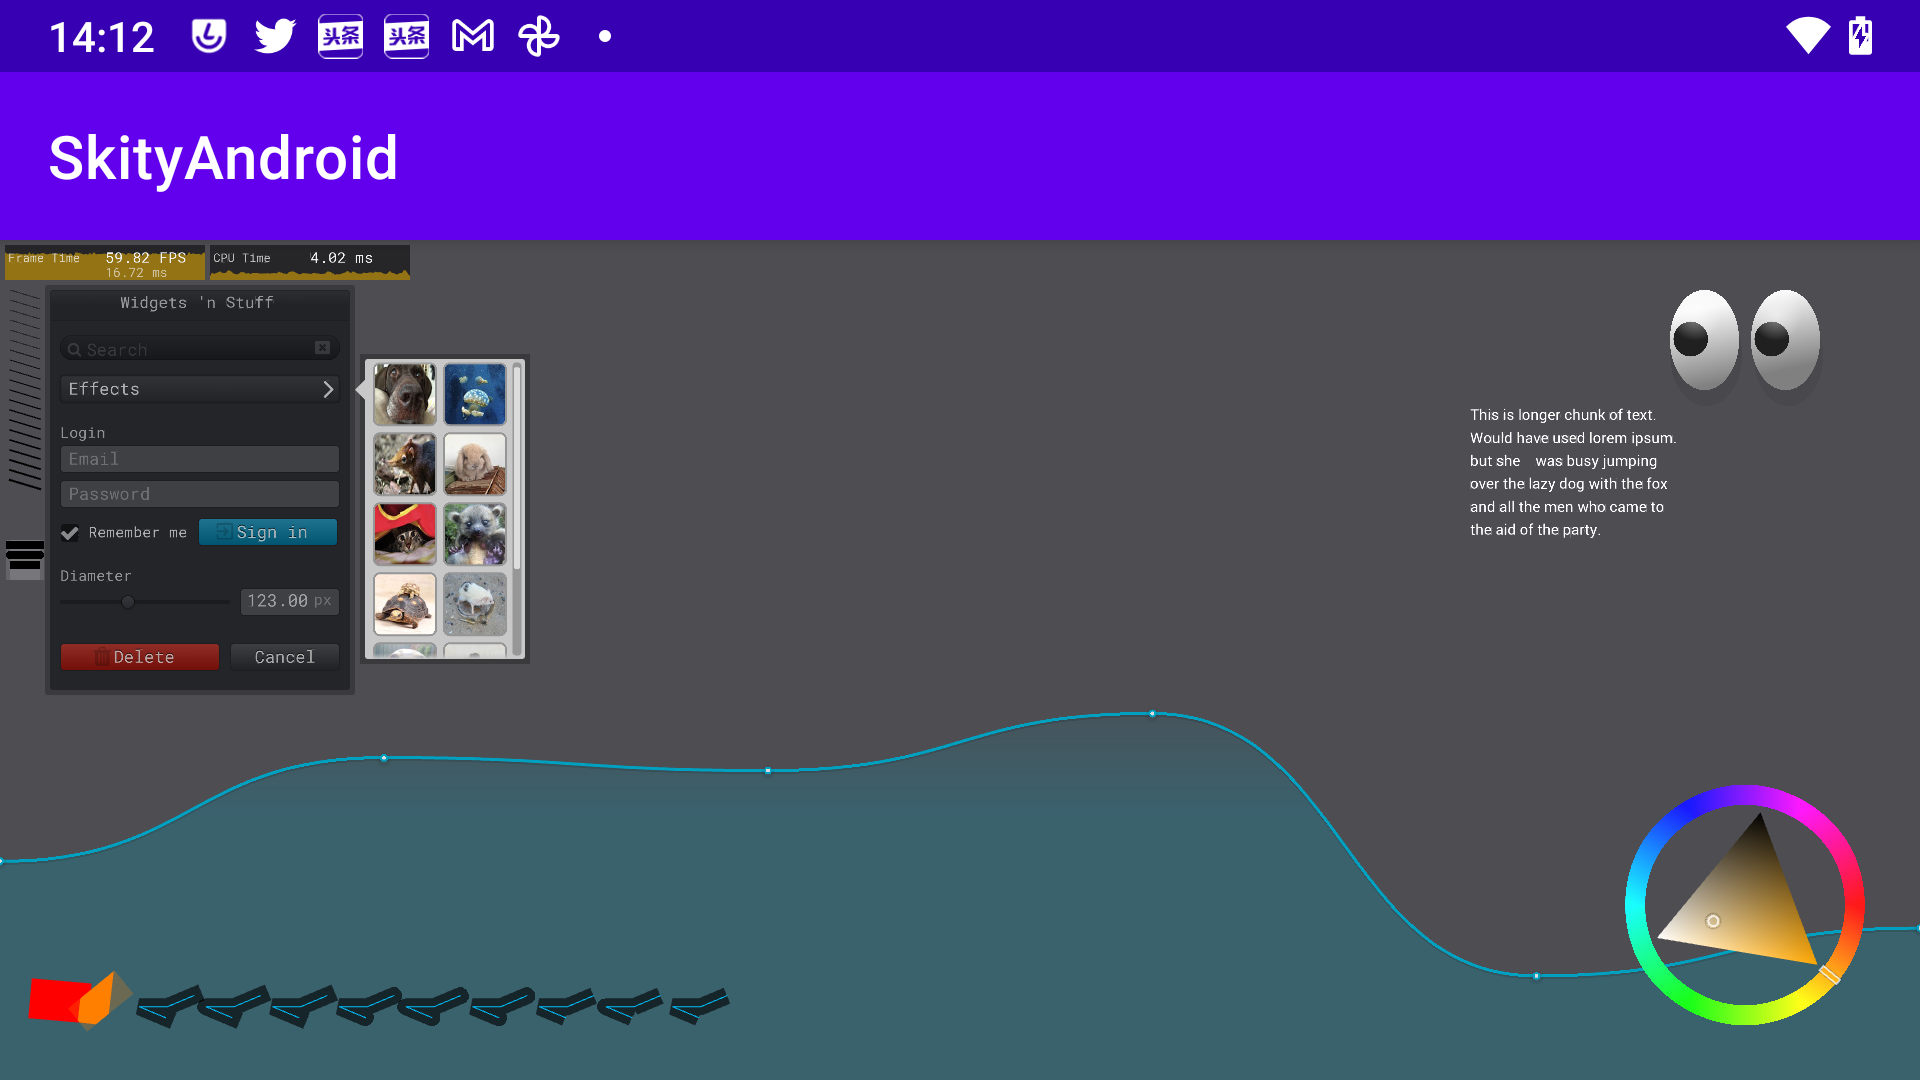 14:12
头条 头条
SkityAndroid
Frame Time 59.82 FPS
16.72 ms
CPU Time 4.02 ms
Widgets 'n Stuff
Search
Effects
Login
Email
Password
Remember me
Sign in
Diameter
123.00 px
Delete
Cancel
This is longer chunk of text.
Would have used lorem ipsum.
but she was busy jumping
over the lazy dog with the fox
and all the men who came to
the aid of the party.